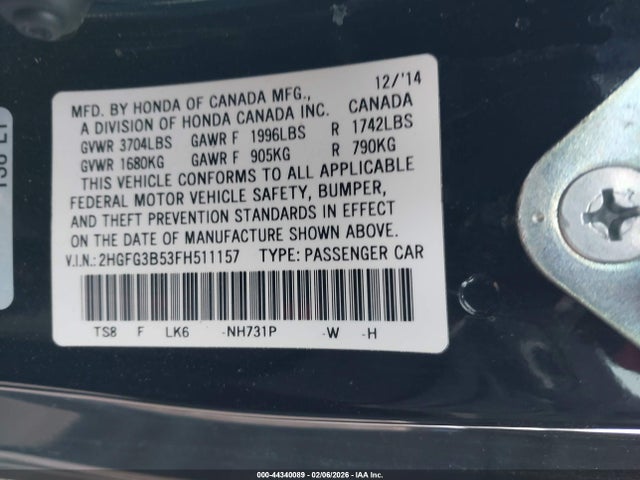 12/'14
MFD. BY HONDA OF CANADA MFG.,
A DIVISION OF HONDA CANADA INC. CANADA
GVWR 3704LBS GAWR F 1996LBS R 1742LBS
GVWR 1680KG GAWR F 905KG R 790KG
THIS VEHICLE CONFORMS TO ALL APPLICABLE
FEDERAL MOTOR VEHICLE SAFETY, BUMPER,
AND THEFT PREVENTION STANDARDS IN EFFECT
ON THE DATE OF MANUFACTURE SHOWN ABOVE.
V.I.N.: 2HGFG3B53FH511157 TYPE: PASSENGER CAR
TS8 F LK6 -NH731P -W -H
000-44340089 - 02/06/2026 - IAA Inc.